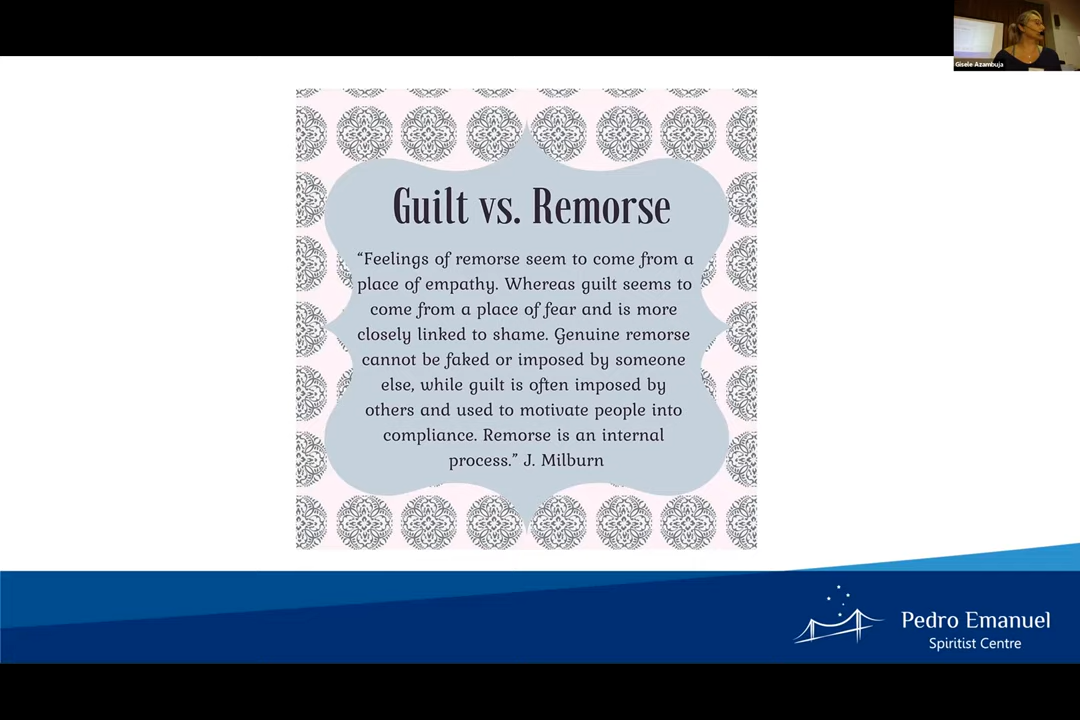 Gisele Azambuja
Guilt vs. Remorse
“Feelings of remorse seem to come from a
place of empathy. Whereas guilt seems to
come from a place of fear and is more
closely linked to shame. Genuine remorse
cannot be faked or imposed by someone
else, while guilt is often imposed by
others and used to motivate people into
compliance. Remorse is an internal
process.” J. Milburn
Pedro Emanuel
Spiritist Centre